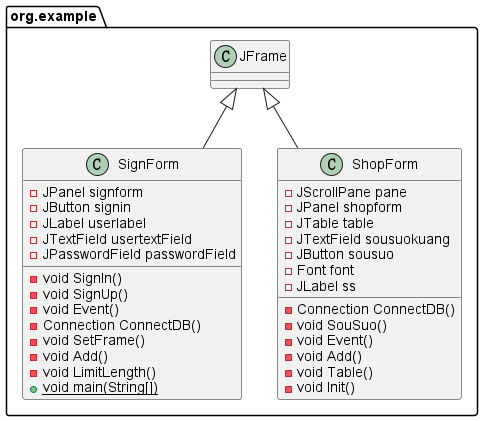 org.example
C JFrame
C SignForm
JPanel signform
JButton signin
JLabel userlabel
JTextField usertextField
JPasswordField passwordField
void SignIn()
void SignUp()
void Event()
Connection ConnectDB()
void SetFrame()
void Add()
void LimitLength()
void main(String[])
C ShopForm
JScrollPane pane
JPanel shopform
JTable table
JTextField sousuokuang
JButton sousuo
Font font
JLabel ss
Connection ConnectDB()
void SouSuo()
void Event()
void Add()
void Table()
void Init()